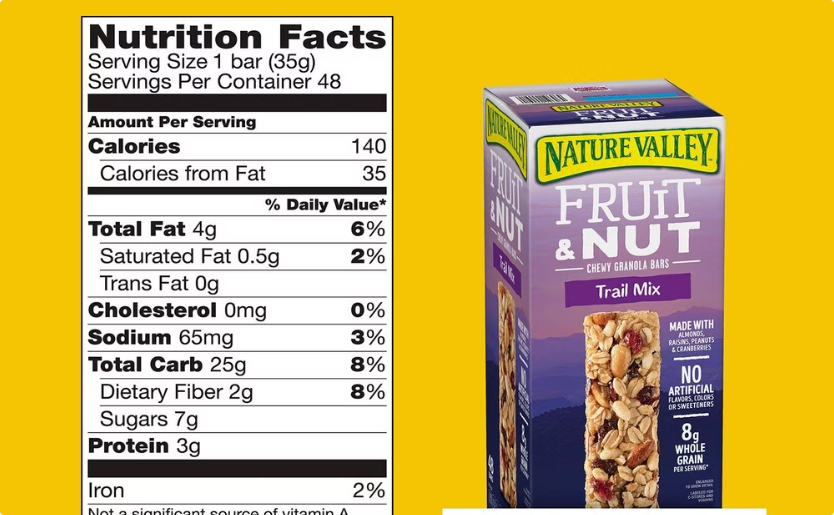 Nutrition Facts
Serving Size 1 bar (35g)
Servings Per Container 48
Amount Per Serving
Calories 140
Calories from Fat 35
% Daily Value*
Total Fat 4g 6%
Saturated Fat 0.5g 2%
Trans Fat 0g
Cholesterol 0mg 0%
Sodium 65mg 3%
Total Carb 25g 8%
Dietary Fiber 2g 8%
Sugars 7g
Protein 3g
Iron 2%
Not a significant source of vitamin A,
NATURE VALLEY
FRUIT
& NUT
NATURE VALLEY
FRUIT
& NUT
Trail Mix
NATURE VALLEY
FRUIT
& NUT
CHEWY GRANOLA BARS
Trail Mix
MADE WITH
ALMONDS,
RAISINS, PEANUTS
& CRANBERRIES
NO
ARTIFICIAL
FLAVORS, COLORS
OR SWEETENERS
8g
WHOLE
GRAIN
PER SERVING*